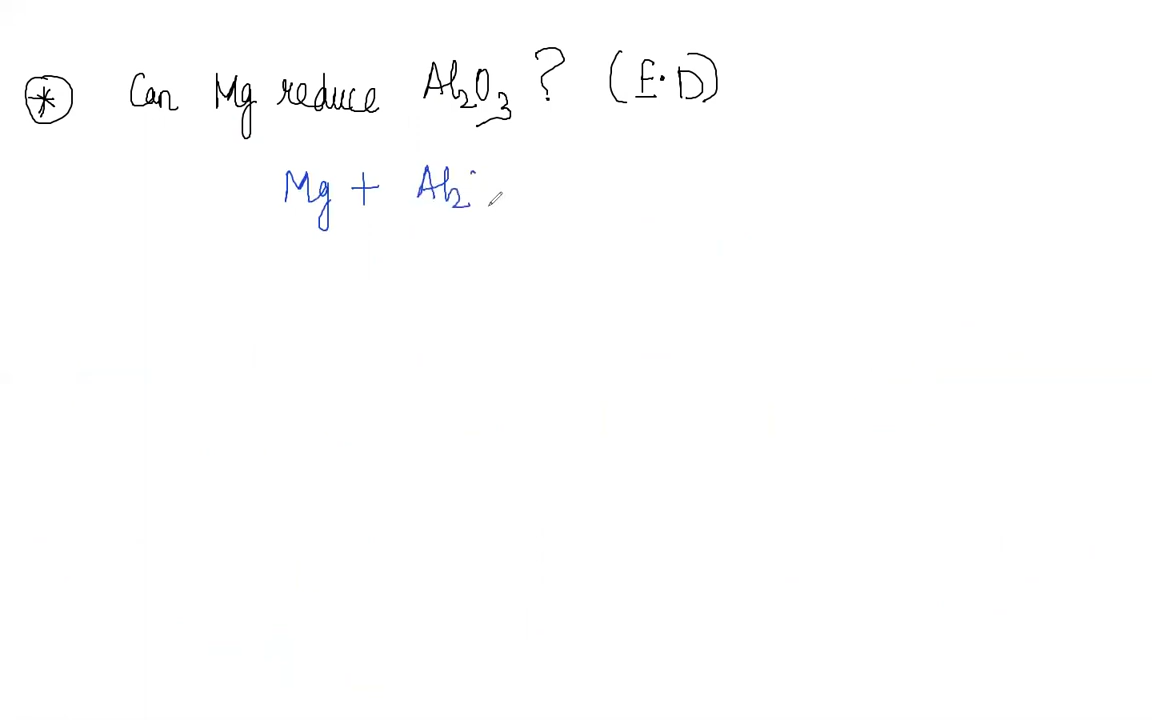 * Can Mg reduce Al₂O₃ ? (E.D)
Mg + Al₂